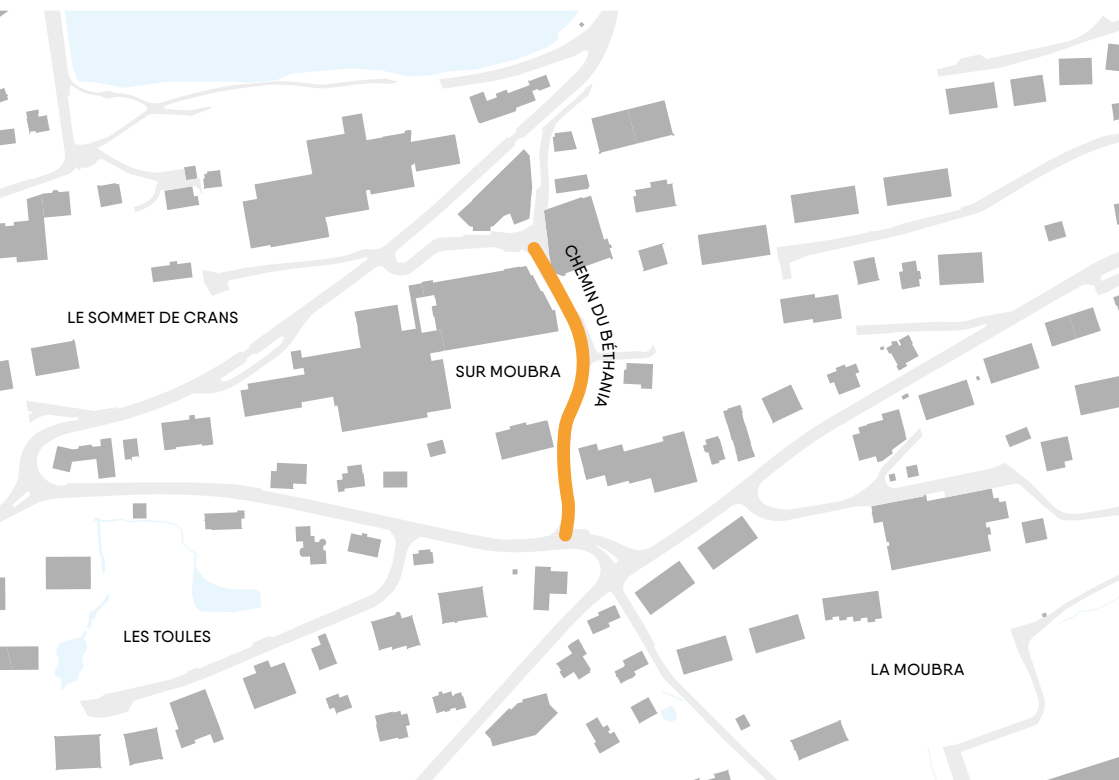 CHEMIN DU BÉTHANIA
LE SOMMET DE CRANS
SUR MOUBRA
LES TOULES
LA MOUBRA